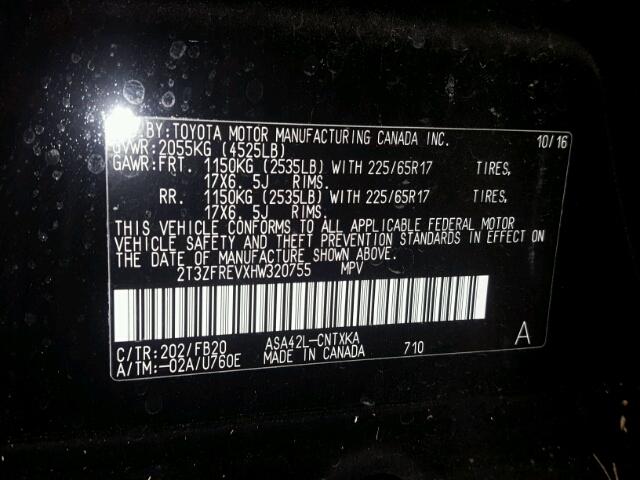 BY:TOYOTA MOTOR MANUFACTURING CANADA INC. 10/16
GVWR:2055KG (4525LB)
GAWR:FRT. 1150KG (2535LB) WITH 225/65R17 TIRES,
17X6. 5J RIMS.
RR. 1150KG (2535LB) WITH 225/65R17 TIRES,
17X6. 5J RIMS.
THIS VEHICLE CONFORMS TO ALL APPLICABLE FEDERAL MOTOR
VEHICLE SAFETY AND THEFT PREVENTION STANDARDS IN EFFECT ON
THE DATE OF MANUFACTURE SHOWN ABOVE.
2T3ZFREVXHW320755 MPV
C/TR:202/FB20 ASA42L-CNTXKA 710 A
A/TM:-02A/U760E MADE IN CANADA